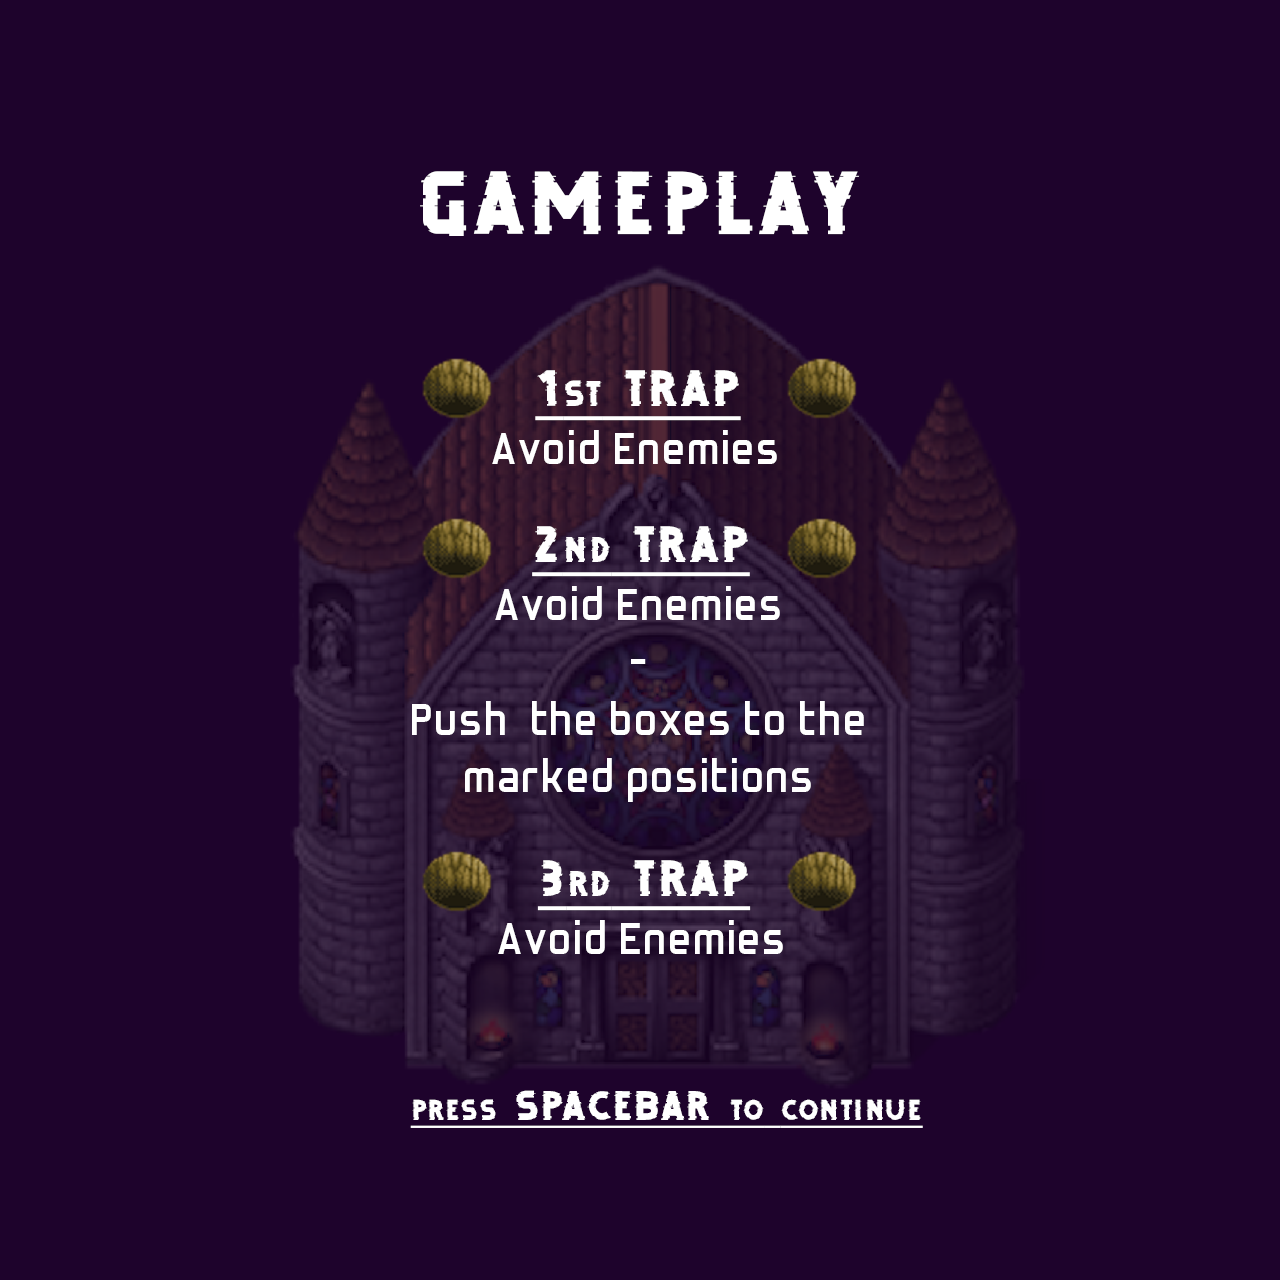 GAMEPLAY
1ST TRAP
Avoid Enemies
2ND TRAP
Avoid Enemies
-
Push the boxes to the
marked positions
3RD TRAP
Avoid Enemies
PRESS SPACEBAR TO CONTINUE